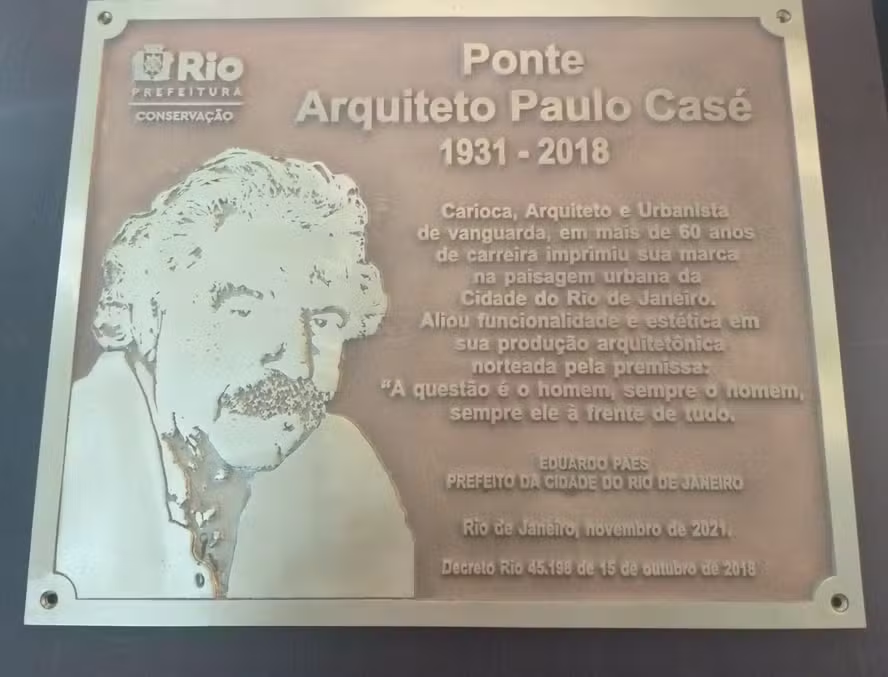 Rio
PREFEITURA
CONSERVAÇÃO
Ponte
Arquiteto Paulo Casé
1931 - 2018
Carioca, Arquiteto e Urbanista
de vanguarda, em mais de 60 anos
de carreira imprimiu sua marca
na paisagem urbana da
Cidade do Rio de Janeiro.
Aliou funcionalidade e estética em
sua produção arquitetônica
norteada pela premissa:
“A questão é o homem, sempre o homem,
sempre ele à frente de tudo.
EDUARDO PAES
PREFEITO DA CIDADE DO RIO DE JANEIRO
Rio de Janeiro, novembro de 2021.
Decreto Rio 45.198 de 15 de outubro de 2018